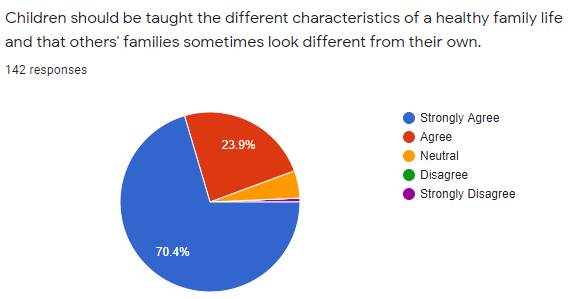 Children should be taught the different characteristics of a healthy family life
and that others' families sometimes look different from their own.
142 responses
23.9%
70.4%
Strongly Agree
Agree
Neutral
Disagree
Strongly Disagree